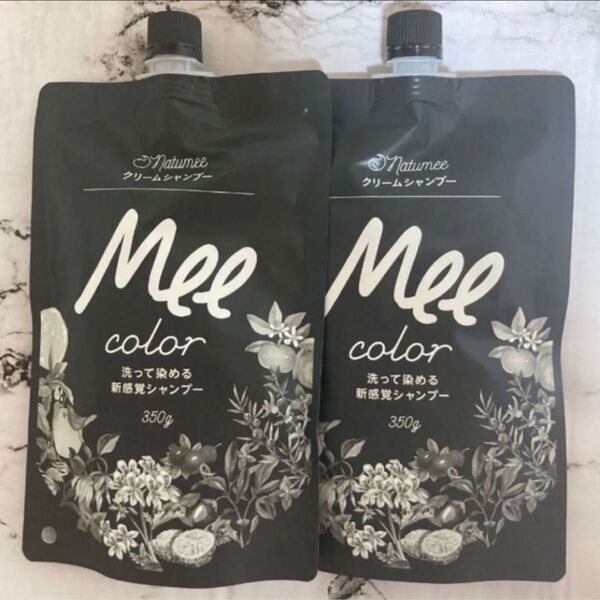 Natumee
クリームシャンプー
Mee
color
洗って染める
新感覚シャンプー
350g
Natumee
クリームシャンプー
Mee
color
洗って染める
新感覚シャンプー
350g